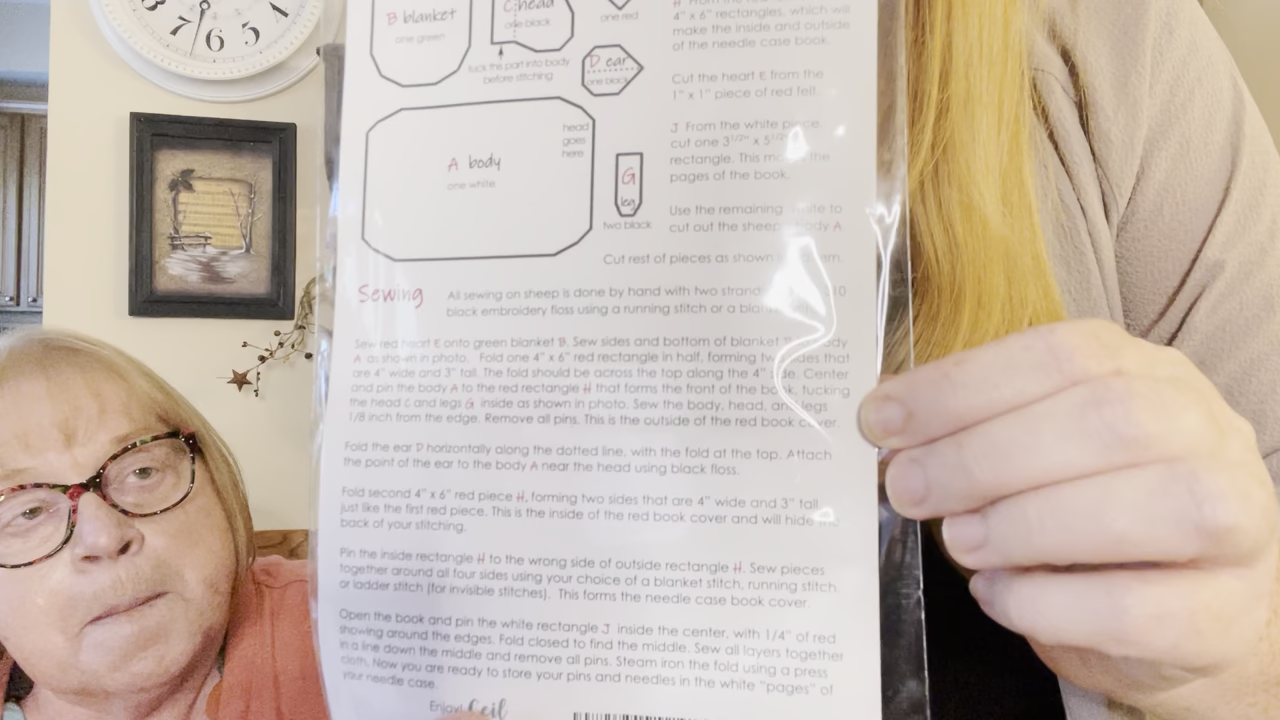 B blanket
one green
C head
one black
tuck this part into body
before stitching
one red
D ear
one black
A body
one white
head
goes
here
G
leg
two black
4" x 6" rectangles, which will
make the inside and outside
of the needle case book.
Cut the heart E from the
1" x 1" piece of red felt.
J From the white piece,
cut one 3 1/2" x 5 1/2"
rectangle. This makes the
pages of the book.
Use the remaining white to
cut out the sheep body A.
Cut rest of pieces as shown
Sewing
All sewing on sheep is done by hand with two strand
black embroidery floss using a running stitch or a
Sew red heart E onto green blanket B. Sew sides and bottom of blanket body
A as shown in photo. Fold one 4" x 6" red rectangle in half, forming two sides that
are 4" wide and 3" tall. The fold should be across the top along the 4" side. Center
and pin the body A to the red rectangle H that forms the front of the book, tucking
the head C and legs G inside as shown in photo. Sew the body, head, and legs
1/8 inch from the edge. Remove all pins. This is the outside of the red book cover.
Fold the ear D horizontally along the dotted line, with the fold at the top. Attach
the point of the ear to the body A near the head using black floss.
Fold second 4" x 6" red piece H, forming two sides that are 4" wide and 3" tall
just like the first red piece. This is the inside of the red book cover and will hide the
back of your stitching.
Pin the inside rectangle H to the wrong side of outside rectangle H. Sew pieces
together around all four sides using your choice of a blanket stitch, running stitch,
or ladder stitch (for invisible stitches). This forms the needle case book cover.
Open the book and pin the white rectangle J inside the center, with 1/4" of red
showing around the edges. Fold closed to find the middle. Sew all layers together
in a line down the middle and remove all pins. Steam iron the fold using a press
cloth. Now you are ready to store your pins and needles in the white "pages" of
your needle case.
Enjoy! Ceil